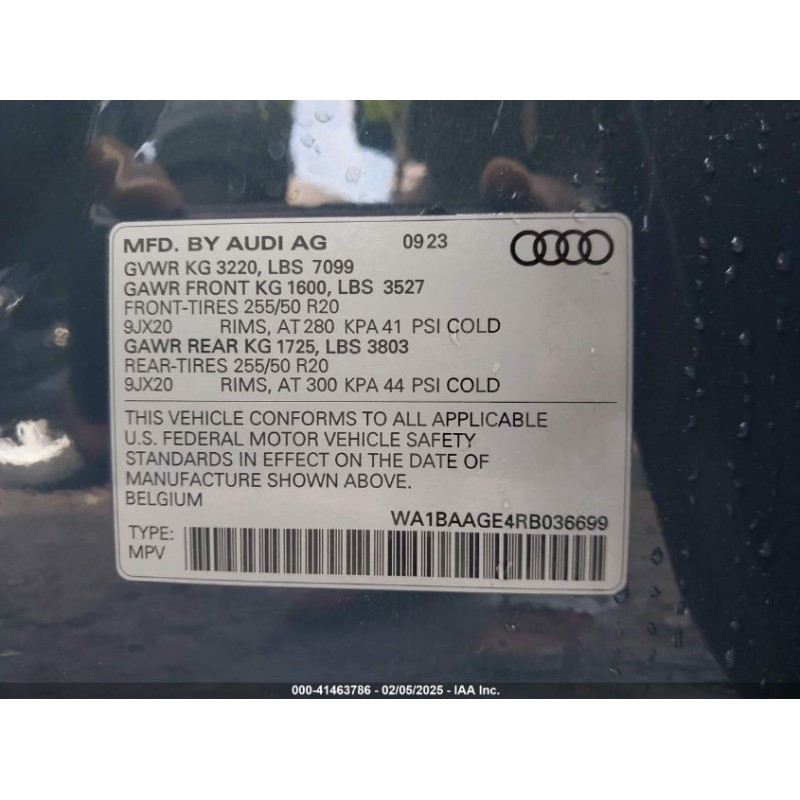 MFD. BY AUDI AG 09 23
GVWR KG 3220, LBS 7099
GAWR FRONT KG 1600, LBS 3527
FRONT-TIRES 255/50 R20
9JX20 RIMS, AT 280 KPA 41 PSI COLD
GAWR REAR KG 1725, LBS 3803
REAR-TIRES 255/50 R20
9JX20 RIMS, AT 300 KPA 44 PSI COLD
THIS VEHICLE CONFORMS TO ALL APPLICABLE
U.S. FEDERAL MOTOR VEHICLE SAFETY
STANDARDS IN EFFECT ON THE DATE OF
MANUFACTURE SHOWN ABOVE.
BELGIUM
WA1BAAGE4RB036699
TYPE:
MPV
000-41463786 - 02/05/2025 - IAA Inc.